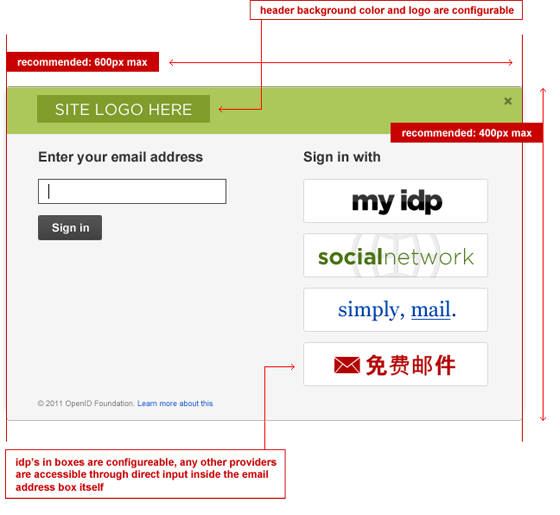 header background color and logo are configurable
recommended: 600px max
SITE LOGO HERE
×
recommended: 400px max
Enter your email address
Sign in
Sign in with
my idp
socialnetwork
simply, mail.
免费邮件
© 2011 OpenID Foundation. Learn more about this
idp's in boxes are configureable, any other providers
are accessible through direct input inside the email
address box itself